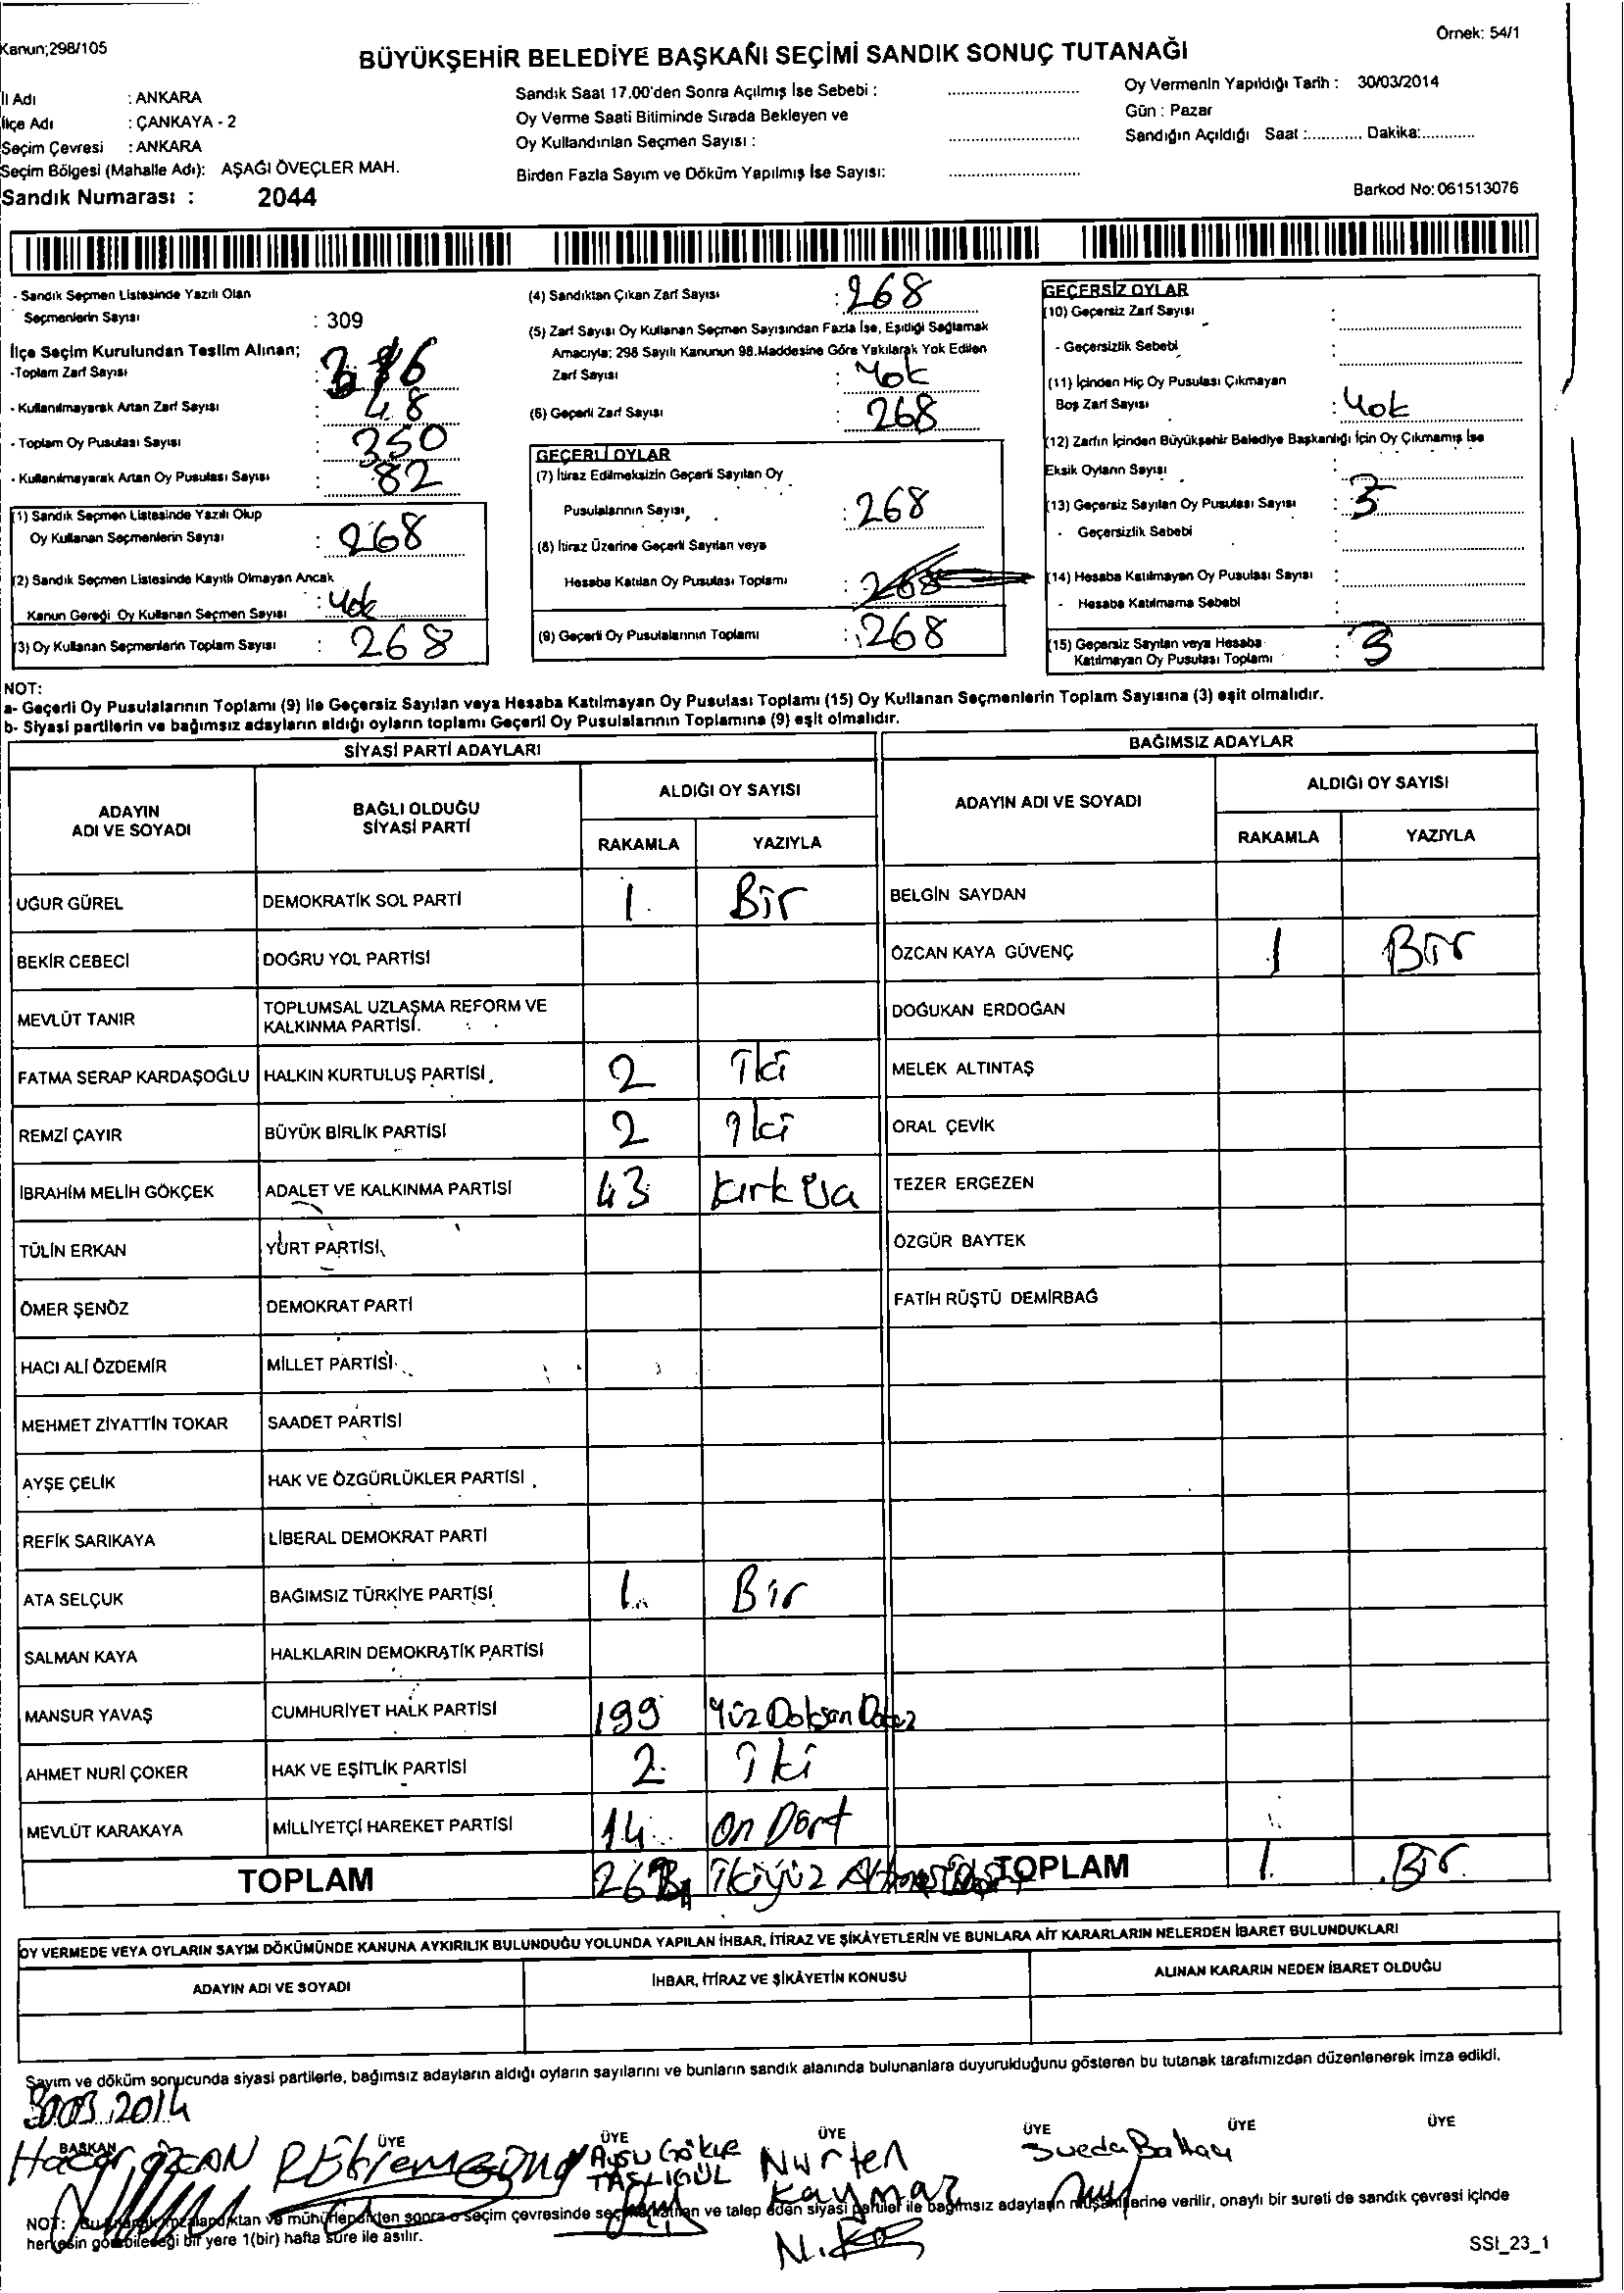 Kanun;298/105
Örnek: 54/1
BÜYÜKŞEHİR BELEDİYE BAŞKANI SEÇİMİ SANDIK SONUÇ TUTANAĞI
İl Adı : ANKARA
İlçe Adı : ÇANKAYA - 2
Seçim Çevresi : ANKARA
Seçim Bölgesi (Mahalle Adı): AŞAĞI ÖVEÇLER MAH.
Sandık Numarası : 2044
Sandık Saat 17.00'den Sonra Açılmış İse Sebebi :
Oy Verme Saati Bitiminde Sırada Bekleyen ve
Oy Kullandırılan Seçmen Sayısı :
Birden Fazla Sayım ve Döküm Yapılmış İse Sayısı:
Oy Vermenin Yapıldığı Tarih : 30/03/2014
Gün : Pazar
Sandığın Açıldığı Saat :............ Dakika:............
Barkod No: 061513076
- Sandık Seçmen Listesinde Yazılı Olan
Seçmenlerin Sayısı : 309
İlçe Seçim Kurulundan Teslim Alınan;
-Toplam Zarf Sayısı :
- Kullanılmayarak Artan Zarf Sayısı : 48
- Toplam Oy Pusulası Sayısı : 350
- Kullanılmayarak Artan Oy Pusulası Sayısı : 82
(1) Sandık Seçmen Listesinde Yazılı Olup
Oy Kullanan Seçmenlerin Sayısı : 268
(2) Sandık Seçmen Listesinde Kayıtlı Olmayan Ancak
Kanun Gereği Oy Kullanan Seçmen Sayısı : Yok
(3) Oy Kullanan Seçmenlerin Toplam Sayısı : 268
(4) Sandıktan Çıkan Zarf Sayısı : 268
(5) Zarf Sayısı Oy Kullanan Seçmen Sayısından Fazla İse, Eşitliği Sağlamak
Amacıyla; 298 Sayılı Kanunun 98.Maddesine Göre Yakılarak Yok Edilen
Zarf Sayısı : Yok
(6) Geçerli Zarf Sayısı : 268
GEÇERLİ OYLAR
(7) İtiraz Edilmeksizin Geçerli Sayılan Oy
Pusulalarının Sayısı, : 268
(8) İtiraz Üzerine Geçerli Sayılan veya
Hesaba Katılan Oy Pusulası Toplamı : 268
(9) Geçerli Oy Pusulalarının Toplamı : 268
GEÇERSİZ OYLAR
(10) Geçersiz Zarf Sayısı :
- Geçersizlik Sebebi :
(11) İçinden Hiç Oy Pusulası Çıkmayan
Boş Zarf Sayısı : Yok
(12) Zarfın İçinden Büyükşehir Belediye Başkanlığı İçin Oy Çıkmamış İse
Eksik Oyların Sayısı :
(13) Geçersiz Sayılan Oy Pusulası Sayısı : 3
- Geçersizlik Sebebi :
(14) Hesaba Katılmayan Oy Pusulası Sayısı :
- Hesaba Katılmama Sebebi :
(15) Geçersiz Sayılan veya Hesaba
Katılmayan Oy Pusulası Toplamı : 3
NOT:
a- Geçerli Oy Pusulalarının Toplamı (9) ile Geçersiz Sayılan veya Hesaba Katılmayan Oy Pusulası Toplamı (15) Oy Kullanan Seçmenlerin Toplam Sayısına (3) eşit olmalıdır.
b- Siyasi partilerin ve bağımsız adayların aldığı oyların toplamı Geçerli Oy Pusulalarının Toplamına (9) eşit olmalıdır.
SİYASİ PARTİ ADAYLARI
ADAYIN ADI VE SOYADI BAĞLI OLDUĞU SİYASİ PARTİ ALDIĞI OY SAYISI
RAKAMLA YAZIYLA
UĞUR GÜREL DEMOKRATİK SOL PARTİ 1. Bir
BEKİR CEBECİ DOĞRU YOL PARTİSİ
MEVLÜT TANIR TOPLUMSAL UZLAŞMA REFORM VE KALKINMA PARTİSİ.
FATMA SERAP KARDAŞOĞLU HALKIN KURTULUŞ PARTİSİ. 2 İki
REMZİ ÇAYIR BÜYÜK BİRLİK PARTİSİ 2 İki
İBRAHİM MELİH GÖKÇEK ADALET VE KALKINMA PARTİSİ 43 Kırk
TÜLİN ERKAN YURT PARTİSİ
ÖMER ŞENÖZ DEMOKRAT PARTİ
HACI ALİ ÖZDEMİR MİLLET PARTİSİ
MEHMET ZİYATTİN TOKAR SAADET PARTİSİ
AYŞE ÇELİK HAK VE ÖZGÜRLÜKLER PARTİSİ
REFİK SARIKAYA LİBERAL DEMOKRAT PARTİ
ATA SELÇUK BAĞIMSIZ TÜRKİYE PARTİSİ 1. Bir
SALMAN KAYA HALKLARIN DEMOKRATİK PARTİSİ
MANSUR YAVAŞ CUMHURİYET HALK PARTİSİ 199 Yüz Doksan
AHMET NURİ ÇOKER HAK VE EŞİTLİK PARTİSİ 2. İki
MEVLÜT KARAKAYA MİLLİYETÇİ HAREKET PARTİSİ 14 On Dört
TOPLAM İkiyüz
BAĞIMSIZ ADAYLAR
ADAYIN ADI VE SOYADI ALDIĞI OY SAYISI
RAKAMLA YAZIYLA
BELGİN SAYDAN
ÖZCAN KAYA GÜVENÇ 1 Bir
DOĞUKAN ERDOĞAN
MELEK ALTINTAŞ
ORAL ÇEVİK
TEZER ERGEZEN
ÖZGÜR BAYTEK
FATİH RÜŞTÜ DEMİRBAĞ
TOPLAM 1. Bir.
OY VERMEDE VEYA OYLARIN SAYIM DÖKÜMÜNDE KANUNA AYKIRILIK BULUNDUĞU YOLUNDA YAPILAN İHBAR, İTİRAZ VE ŞİKÂYETLERİN VE BUNLARA AİT KARARLARIN NELERDEN İBARET BULUNDUKLARI
ADAYIN ADI VE SOYADI İHBAR, İTİRAZ VE ŞİKÂYETİN KONUSU ALINAN KARARIN NEDEN İBARET OLDUĞU
Sayım ve döküm sonucunda siyasi partilerle, bağımsız adayların aldığı oyların sayılarını ve bunların sandık alanında bulunanlara duyurulduğunu gösteren bu tutanak tarafımızdan düzenlenerek imza edildi.
30.03.2014
BAŞKAN ÜYE ÜYE ÜYE ÜYE ÜYE ÜYE
Hacer ÖZCAN
Aysu Gökçe TAŞLIGÜL
Nurten Kaymaz
NOT: tutanak imzalandıktan ve mühürlendikten sonra o seçim çevresinde seçime katılan ve talep eden siyasi partiler ile bağımsız adayların müşahitlerine verilir, onaylı bir sureti de sandık çevresi içinde
herkesin görebileceği bir yere 1(bir) hafta süre ile asılır.
SSI_23_1